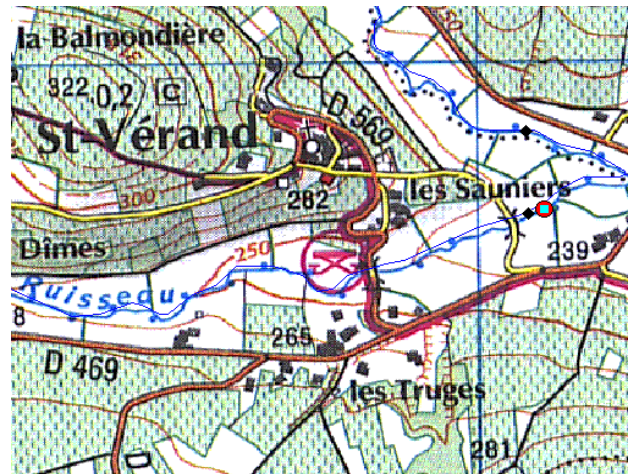 la Balmondière
322
0,2
C
St-Vérand
D 569
les Sauniers
300
282
Dîmes
250
239
Ruisseau
8
265
D 469
les Truges
281